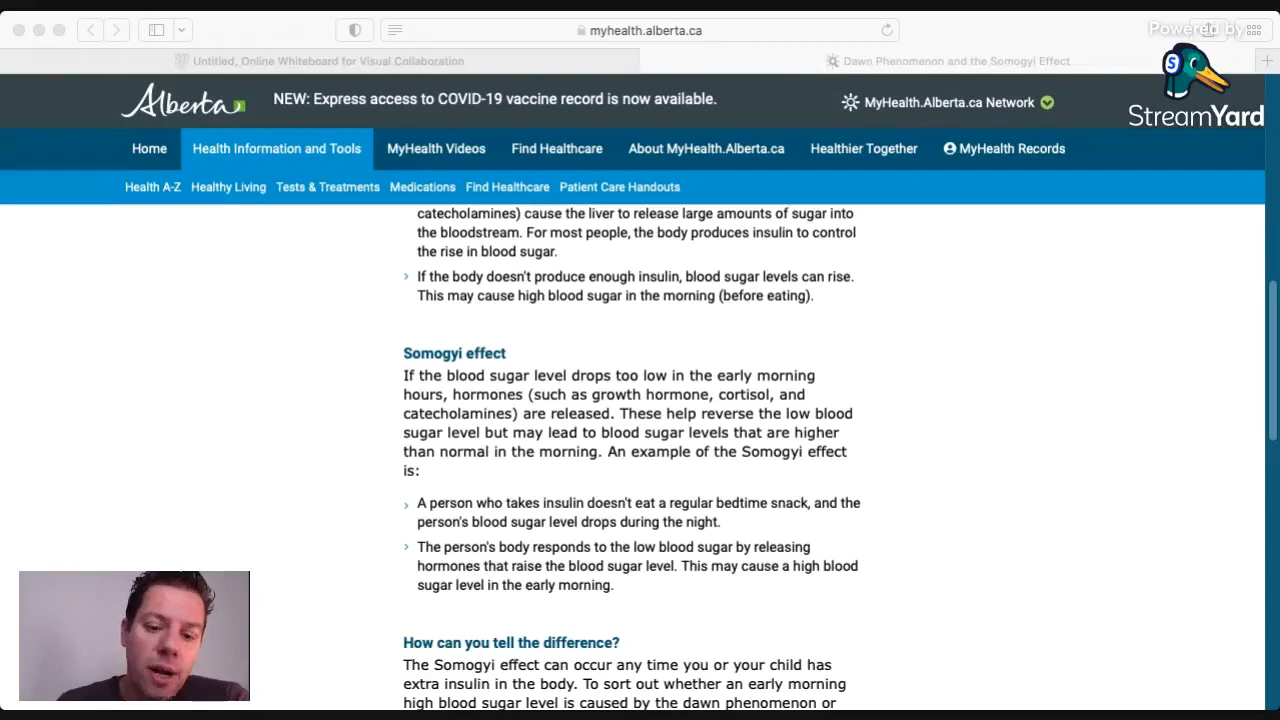 myhealth.alberta.ca
Powered by
Untitled, Online Whiteboard for Visual Collaboration
Dawn Phenomenon and the Somogyi Effect
S
StreamYard
Alberta
NEW: Express access to COVID-19 vaccine record is now available.
MyHealth.Alberta.ca Network
Home Health Information and Tools MyHealth Videos Find Healthcare About MyHealth.Alberta.ca Healthier Together MyHealth Records
Health A-Z Healthy Living Tests & Treatments Medications Find Healthcare Patient Care Handouts
catecholamines) cause the liver to release large amounts of sugar into
the bloodstream. For most people, the body produces insulin to control
the rise in blood sugar.
If the body doesn't produce enough insulin, blood sugar levels can rise.
This may cause high blood sugar in the morning (before eating).
Somogyi effect
If the blood sugar level drops too low in the early morning
hours, hormones (such as growth hormone, cortisol, and
catecholamines) are released. These help reverse the low blood
sugar level but may lead to blood sugar levels that are higher
than normal in the morning. An example of the Somogyi effect
is:
A person who takes insulin doesn't eat a regular bedtime snack, and the
person's blood sugar level drops during the night.
The person's body responds to the low blood sugar by releasing
hormones that raise the blood sugar level. This may cause a high blood
sugar level in the early morning.
How can you tell the difference?
The Somogyi effect can occur any time you or your child has
extra insulin in the body. To sort out whether an early morning
high blood sugar level is caused by the dawn phenomenon or